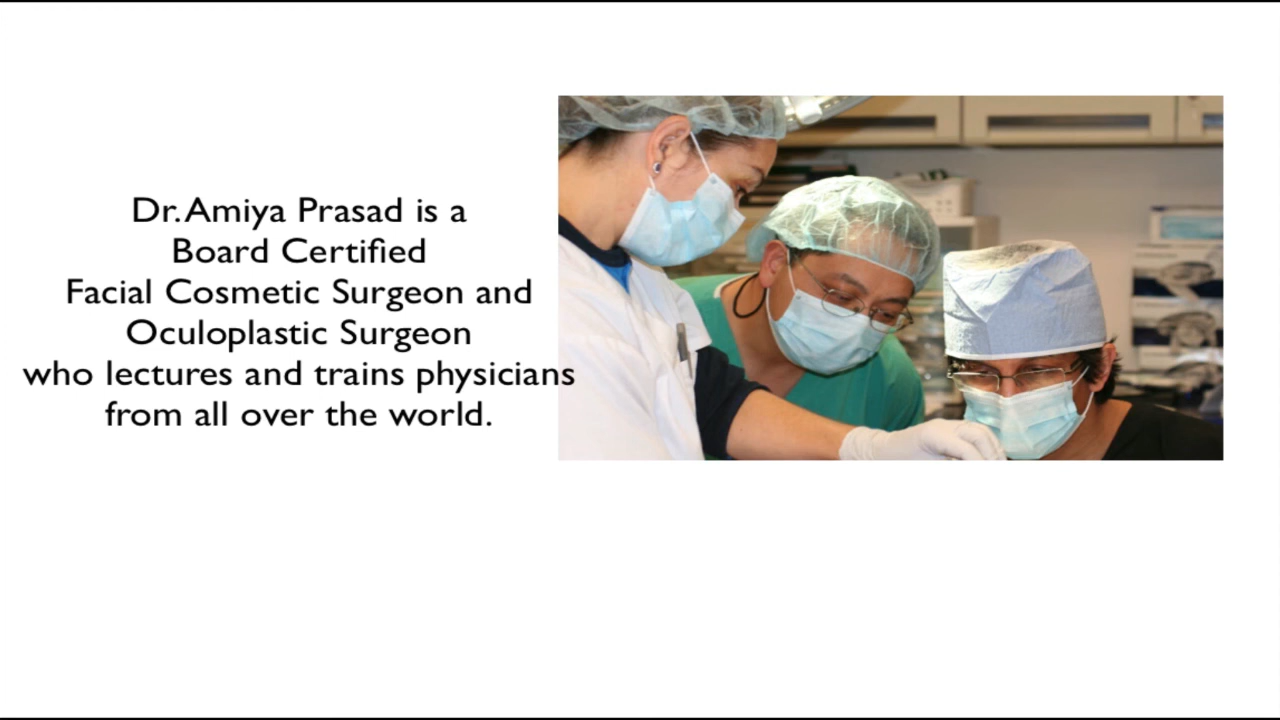 Dr. Amiya Prasad is a
Board Certified
Facial Cosmetic Surgeon and
Oculoplastic Surgeon
who lectures and trains physicians
from all over the world.